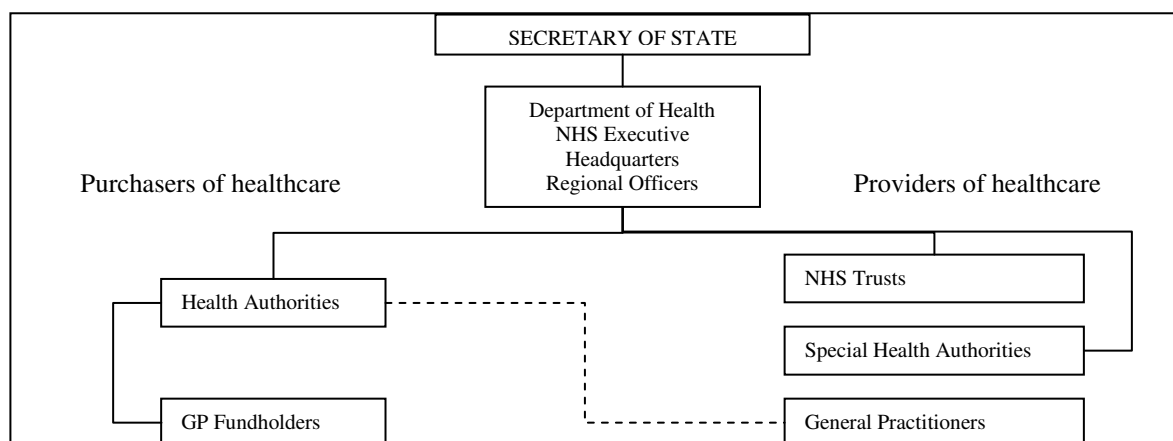 SECRETARY OF STATE
Department of Health
NHS Executive
Headquarters
Regional Officers
Purchasers of healthcare
Providers of healthcare
Health Authorities
NHS Trusts
Special Health Authorities
GP Fundholders
General Practitioners